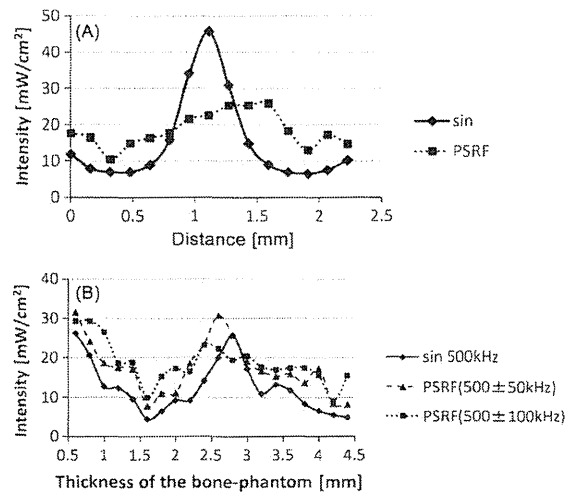 (A)
Intensity [mW/cm²]
50
40
30
20
10
0
0 0.5 1 1.5 2 2.5
Distance [mm]
sin
PSRF
(B)
Intensity [mW/cm²]
40
30
20
10
0
0.5 1 1.5 2 2.5 3 3.5 4 4.5
Thickness of the bone-phantom [mm]
sin 500kHz
PSRF(500±50kHz)
PSRF(500±100kHz)